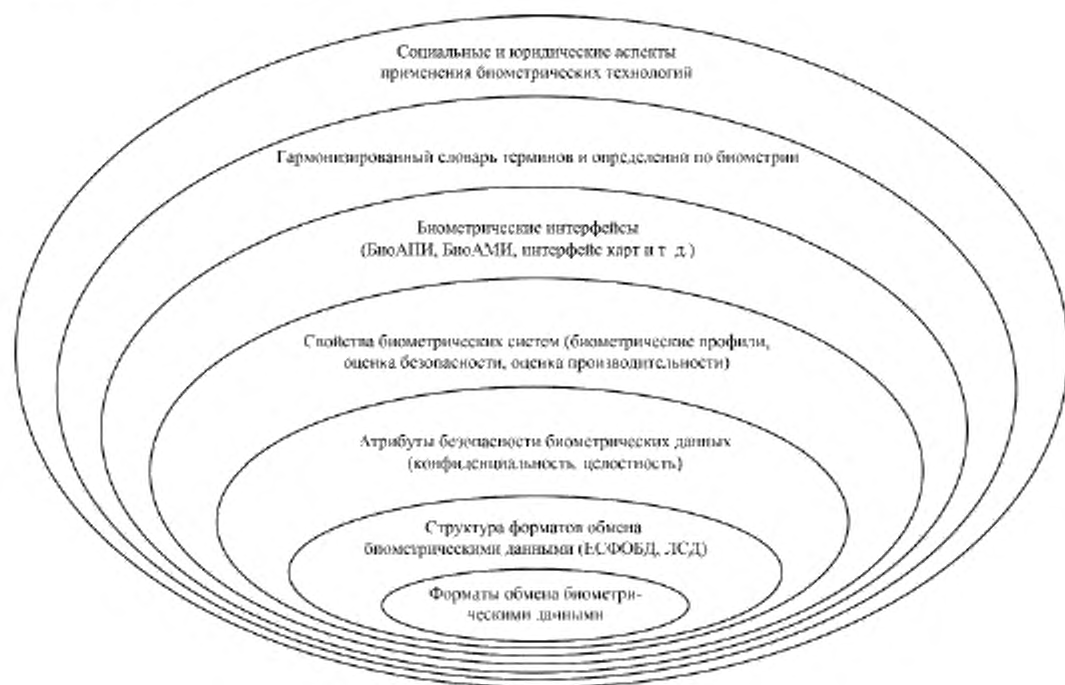 Социальные и юридические аспекты
применения биометрических технологий
Гармонизированный словарь терминов и определений по биометрии
Биометрические интерфейсы
(БиоАПИ, БиоАМИ, интерфейс карт и т д.)
Свойства биометрических систем (биометрические профили,
оценка безопасности, оценка производительности)
Атрибуты безопасности биометрических данных
(конфиденциальность, целостность)
Структура форматов обмена
биометрическими данными (ЕСФОБД, ЛСД)
Форматы обмена биометри-
ческими данными